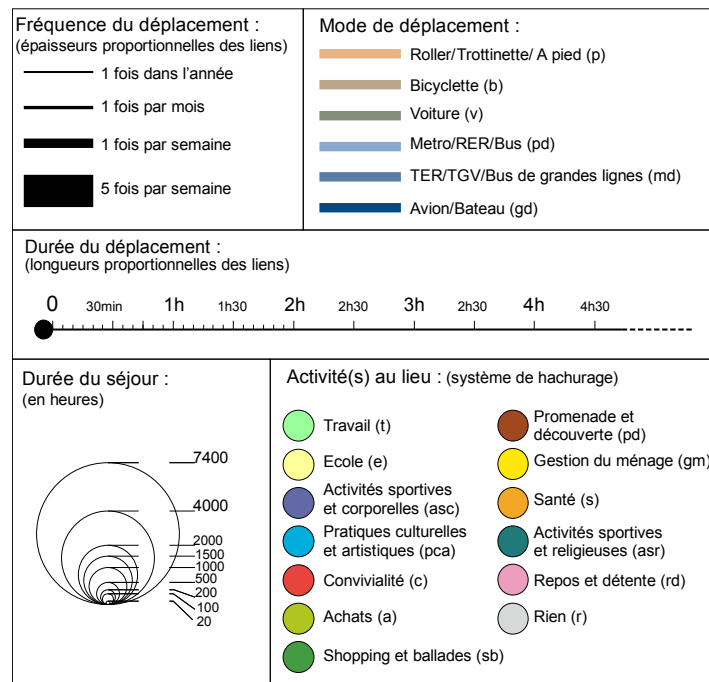 Fréquence du déplacement :
(épaisseurs proportionnelles des liens)
1 fois dans l'année
1 fois par mois
1 fois par semaine
5 fois par semaine
Mode de déplacement :
Roller/Trottinette/ A pied (p)
Bicyclette (b)
Voiture (v)
Metro/RER/Bus (pd)
TER/TGV/Bus de grandes lignes (md)
Avion/Bateau (gd)
Durée du déplacement :
(longueurs proportionnelles des liens)
0 30min 1h 1h30 2h 2h30 3h 2h30 4h 4h30
Durée du séjour :
(en heures)
7400
4000
2000
1500
1000
500
200
100
20
Activité(s) au lieu : (système de hachurage)
Travail (t)
Ecole (e)
Activités sportives
et corporelles (asc)
Pratiques culturelles
et artistiques (pca)
Convivialité (c)
Achats (a)
Shopping et ballades (sb)
Promenade et
découverte (pd)
Gestion du ménage (gm)
Santé (s)
Activités sportives
et religieuses (asr)
Repos et détente (rd)
Rien (r)